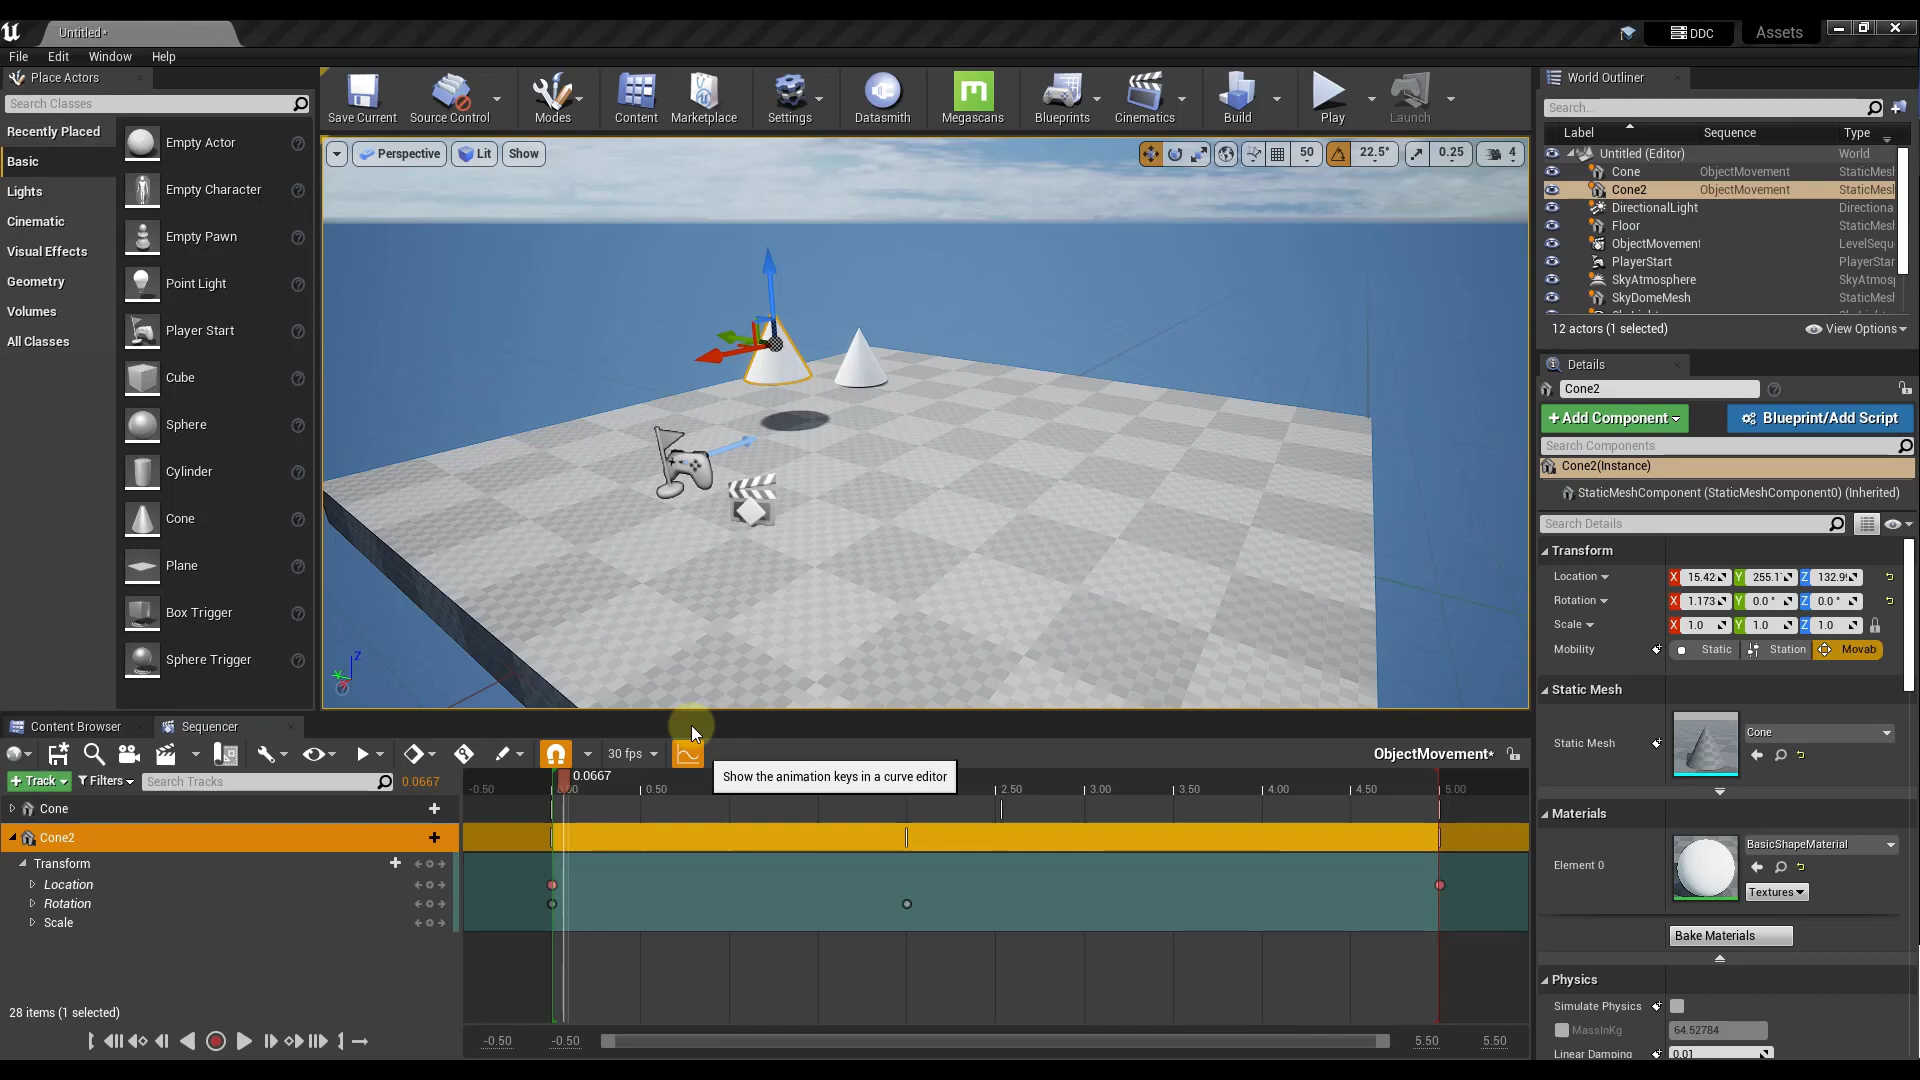 Untitled*
DDC
Assets
File
Edit
Window
Help
Place Actors
Search Classes
Recently Placed
Basic
Lights
Cinematic
Visual Effects
Geometry
Volumes
All Classes
Empty Actor
Empty Character
Empty Pawn
Point Light
Player Start
Cube
Sphere
Cylinder
Cone
Plane
Box Trigger
Sphere Trigger
Save Current
Source Control
Modes
Content
Marketplace
Settings
Datasmith
Megascans
Blueprints
Cinematics
Build
Play
Launch
Perspective
Lit
Show
50
22.5°
0.25
4
Z
World Outliner
Search...
Label
Sequence
Type
Untitled (Editor)
World
Cone
ObjectMovement
StaticMesl
Cone2
ObjectMovement
StaticMesl
DirectionalLight
Directiona
Floor
StaticMesl
ObjectMovement
LevelSequ
PlayerStart
PlayerStar
SkyAtmosphere
SkyAtmos
SkyDomeMesh
StaticMesl
12 actors (1 selected)
View Options
Details
Cone2
+Add Component
Blueprint/Add Script
Search Components
Cone2(Instance)
StaticMeshComponent (StaticMeshComponent0) (Inherited)
Search Details
Transform
Location
X 15.42
Y 255.1
Z 132.9
Rotation
X 1.173
Y 0.0°
Z 0.0°
Scale
X 1.0
Y 1.0
Z 1.0
Mobility
Static
Station
Movab
Static Mesh
Static Mesh
Cone
Materials
Element 0
BasicShapeMaterial
Textures
Bake Materials
Physics
Simulate Physics
MassInKg
64.52784
Linear Damping
0.01
Content Browser
Sequencer
30 fps
ObjectMovement*
+ Track
Filters
Search Tracks
0.0667
Show the animation keys in a curve editor
-0.50
0.0667
0.50
2.50
3.00
3.50
4.00
4.50
5.00
Cone
Cone2
Transform
Location
Rotation
Scale
28 items (1 selected)
-0.50
-0.50
5.50
5.50